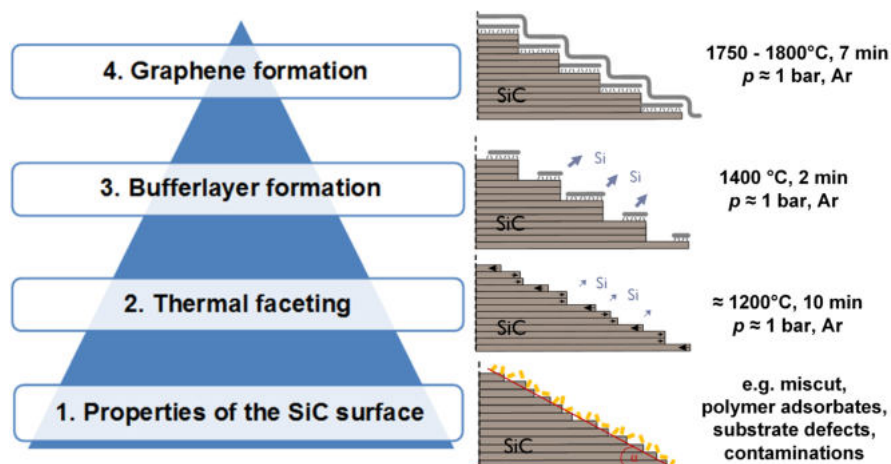 4. Graphene formation
SiC
1750 - 1800°C, 7 min
p ≈ 1 bar, Ar
3. Bufferlayer formation
Si
Si
SiC
1400 °C, 2 min
p ≈ 1 bar, Ar
2. Thermal faceting
Si
Si
SiC
≈ 1200°C, 10 min
p ≈ 1 bar, Ar
1. Properties of the SiC surface
SiC
α
e.g. miscut,
polymer adsorbates,
substrate defects,
contaminations